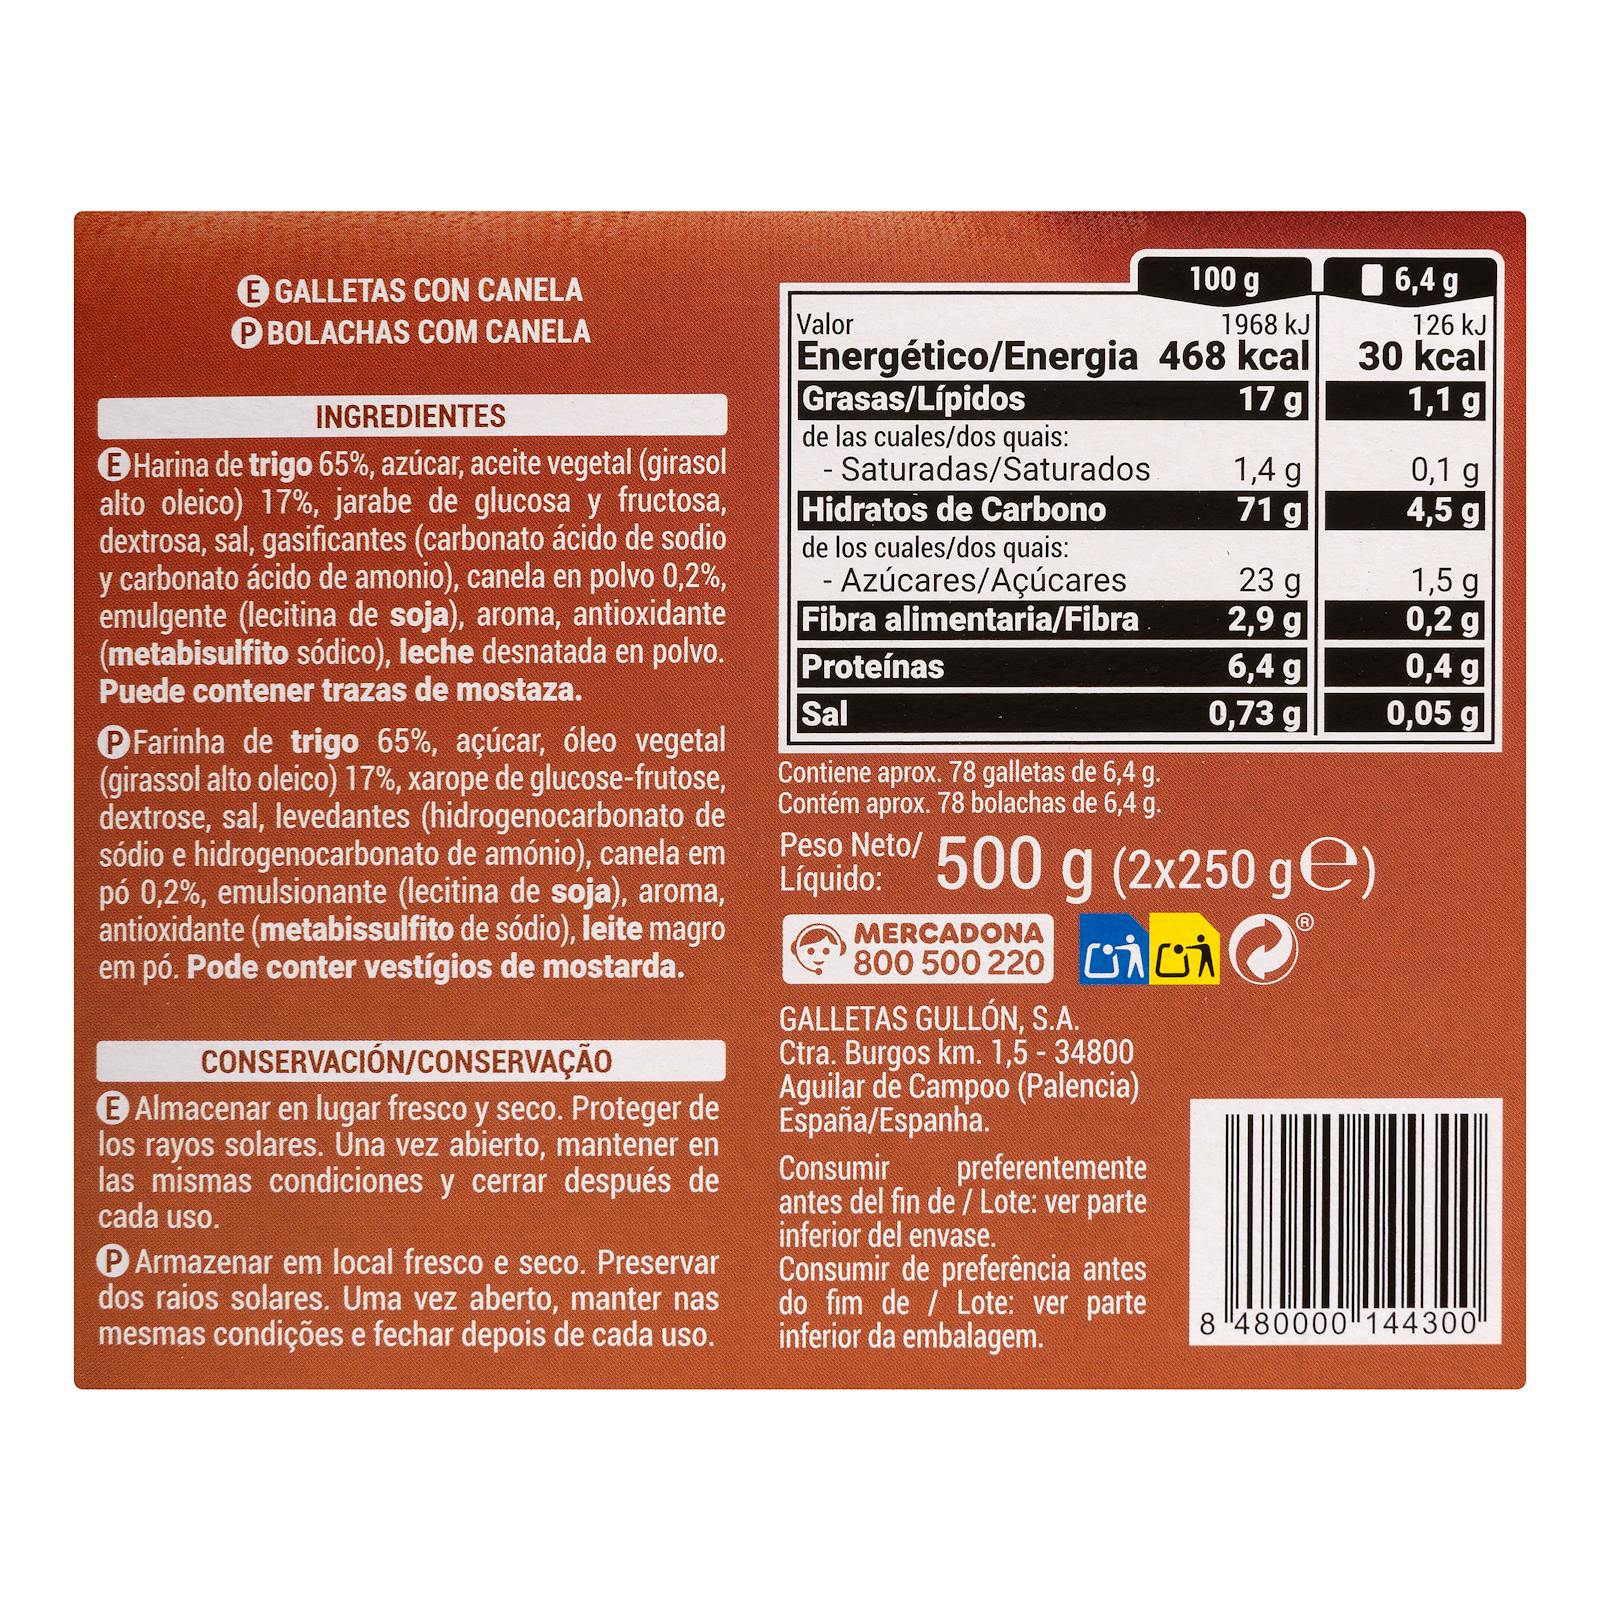 E GALLETAS CON CANELA
P BOLACHAS COM CANELA
INGREDIENTES
E Harina de trigo 65%, azúcar, aceite vegetal (girasol
alto oleico) 17%, jarabe de glucosa y fructosa,
dextrosa, sal, gasificantes (carbonato ácido de sodio
y carbonato ácido de amonio), canela en polvo 0,2%,
emulgente (lecitina de soja), aroma, antioxidante
(metabisulfito sódico), leche desnatada en polvo.
Puede contener trazas de mostaza.
P Farinha de trigo 65%, açúcar, óleo vegetal
(girassol alto oleico) 17%, xarope de glucose-frutose,
dextrose, sal, levedantes (hidrogenocarbonato de
sódio e hidrogenocarbonato de amónio), canela em
pó 0,2%, emulsionante (lecitina de soja), aroma,
antioxidante (metabissulfito de sódio), leite magro
em pó. Pode conter vestígios de mostarda.
CONSERVACIÓN/CONSERVAÇÃO
E Almacenar en lugar fresco y seco. Proteger de
los rayos solares. Una vez abierto, mantener en
las mismas condiciones y cerrar después de
cada uso.
P Armazenar em local fresco e seco. Preservar
dos raios solares. Uma vez aberto, manter nas
mesmas condições e fechar depois de cada uso.
100 g 6,4 g
Valor 1968 kJ 126 kJ
Energético/Energia 468 kcal 30 kcal
Grasas/Lípidos 17 g 1,1 g
de las cuales/dos quais:
- Saturadas/Saturados 1,4 g 0,1 g
Hidratos de Carbono 71 g 4,5 g
de los cuales/dos quais:
- Azúcares/Açúcares 23 g 1,5 g
Fibra alimentaria/Fibra 2,9 g 0,2 g
Proteínas 6,4 g 0,4 g
Sal 0,73 g 0,05 g
Contiene aprox. 78 galletas de 6,4 g.
Contém aprox. 78 bolachas de 6,4 g.
Peso Neto/
Líquido: 500 g (2x250 g ℮)
MERCADONA
800 500 220
®
GALLETAS GULLÓN, S.A.
Ctra. Burgos km. 1,5 - 34800
Aguilar de Campoo (Palencia)
España/Espanha.
Consumir preferentemente
antes del fin de / Lote: ver parte
inferior del envase.
Consumir de preferência antes
do fim de / Lote: ver parte
inferior da embalagem.
8 480000 144300